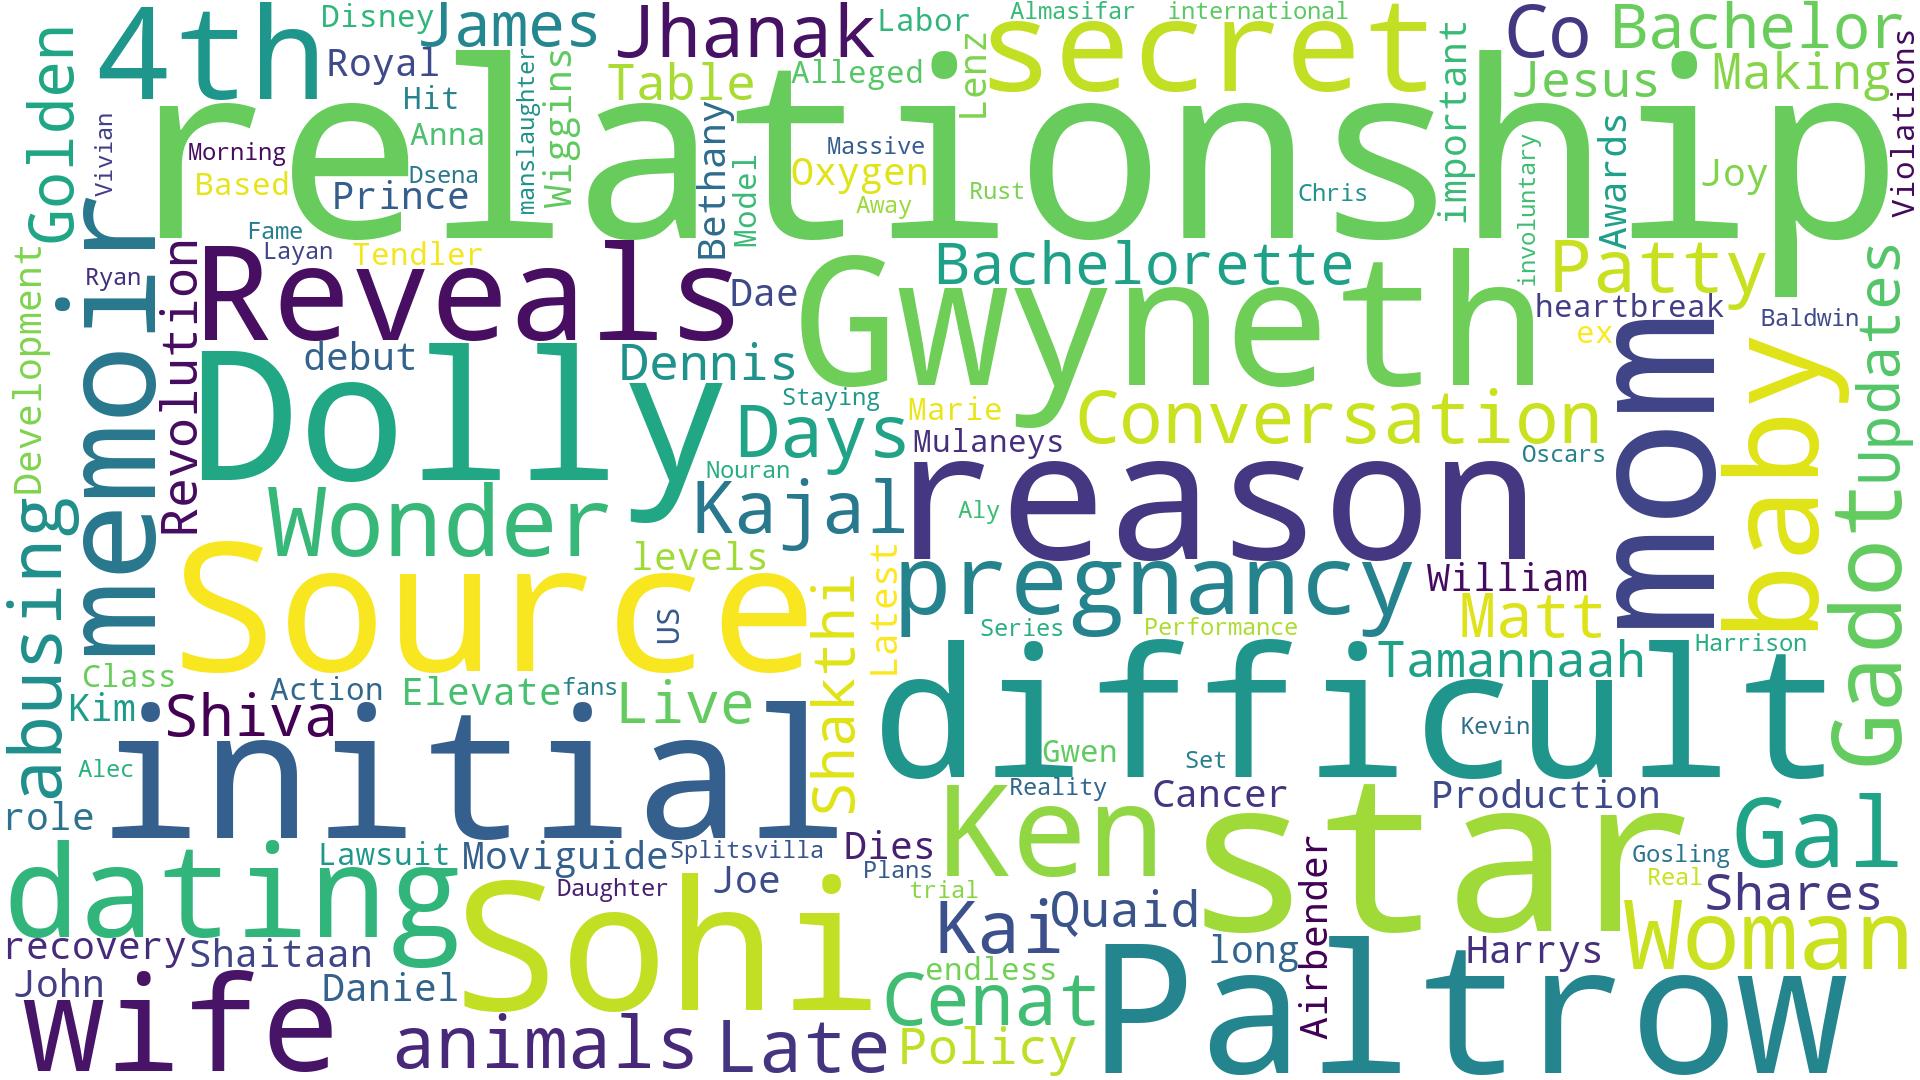 relationship
4th
Disney
James
Jhanak
Labor
Almasifar
international
secret
Co
Bachelor
Golden
Royal
Hit
manslaughter
Wiggins
Table
Alleged
Lenz
important
Jesus
Making
Violations
Vivian
Morning
Anna
Based
Dsena
Prince
Bethany
Model
Massive
Oxygen
Away
Rust
Chris
involuntary
Awards
Joy
memoir
Fame
Layan
Tendler
Ryan
Revolution
Reveals
Dae
Gwyneth
Bachelorette
Patty
heartbreak
ex
Baldwin
Development
Dolly
debut
Dennis
Staying
Days
Marie
Mulaneys
Conversation
mom
baby
updates
Nouran
Kajal
reason
Oscars
Aly
Wonder
abusing
Source
levels
US
Shakthi
Latest
pregnancy
William
Matt
Gadot
Series
Performance
Tamannaah
Harrison
Class
Kim
Shiva
Action
Elevate
fans
Live
difficult
Kevin
Alec
initial
Gwen
Set
role
Reality
Cancer
Production
Ken
star
Gal
dating
Lawsuit
Moviguide
Splitsvilla
Dies
Plans
Gosling
Real
Shares
Daughter
Joe
trial
Airbender
Sohi
Kai
Quaid
Woman
recovery
Shaitaan
long
Harrys
John
Daniel
endless
Cenat
Paltrow
wife
animals
Late
Policy